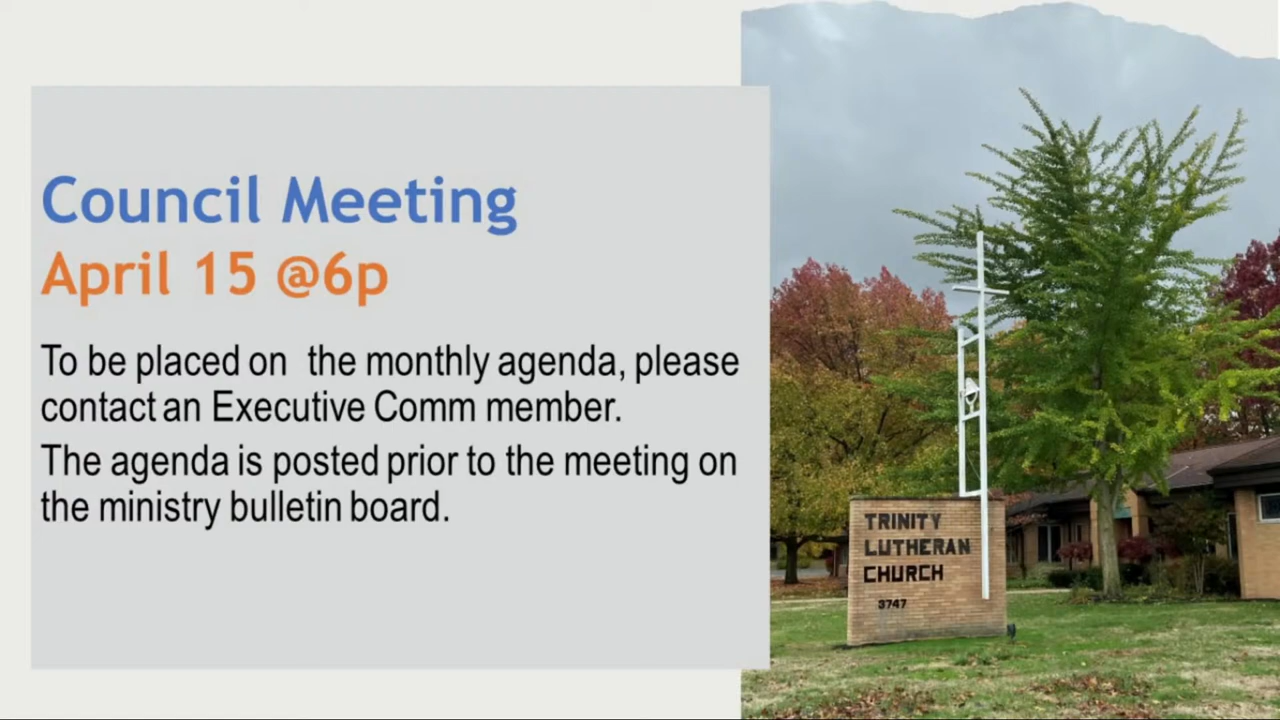 Council Meeting
April 15 @6p
To be placed on the monthly agenda, please
contact an Executive Comm member.
The agenda is posted prior to the meeting on
the ministry bulletin board.
TRINITY
LUTHERAN
CHURCH
3747